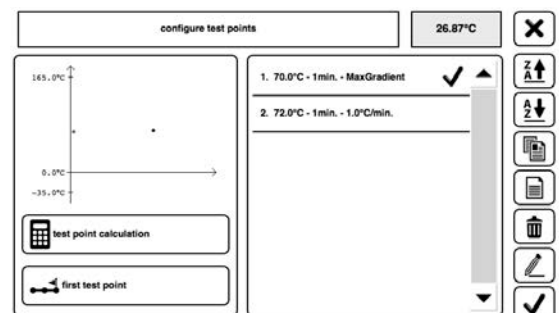 configure test points
26.87°C
165.0°C
0.0°C
-35.0°C
test point calculation
first test point
1. 70.0°C - 1min. - MaxGradient
2. 72.0°C - 1min. - 1.0°C/min.
Z
A
A
Z